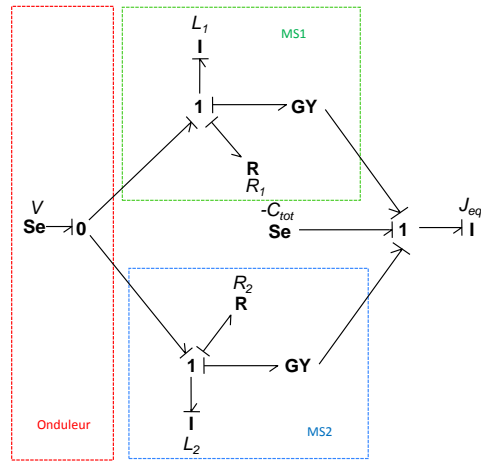 L1
MS1
I
1
GY
R
R1
V
-Ctot
Jeq
Se
0
Se
1
I
R2
R
1
GY
I
Onduleur
L2
MS2